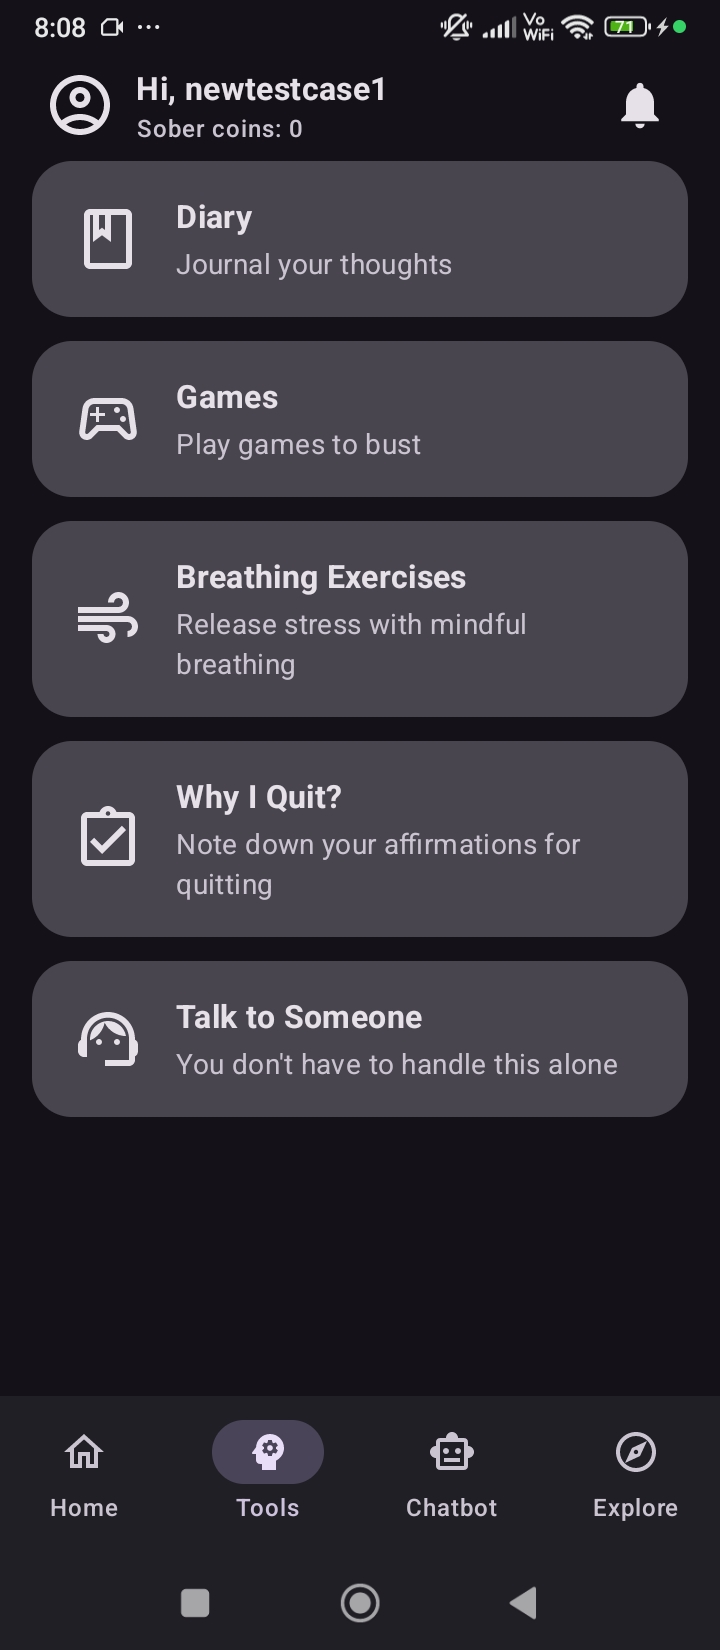 8:08
Vo
WiFi
71
Hi, newtestcase1
Sober coins: 0
Diary
Journal your thoughts
Games
Play games to bust
Breathing Exercises
Release stress with mindful
breathing
Why I Quit?
Note down your affirmations for
quitting
Talk to Someone
You don't have to handle this alone
Home
Tools
Chatbot
Explore